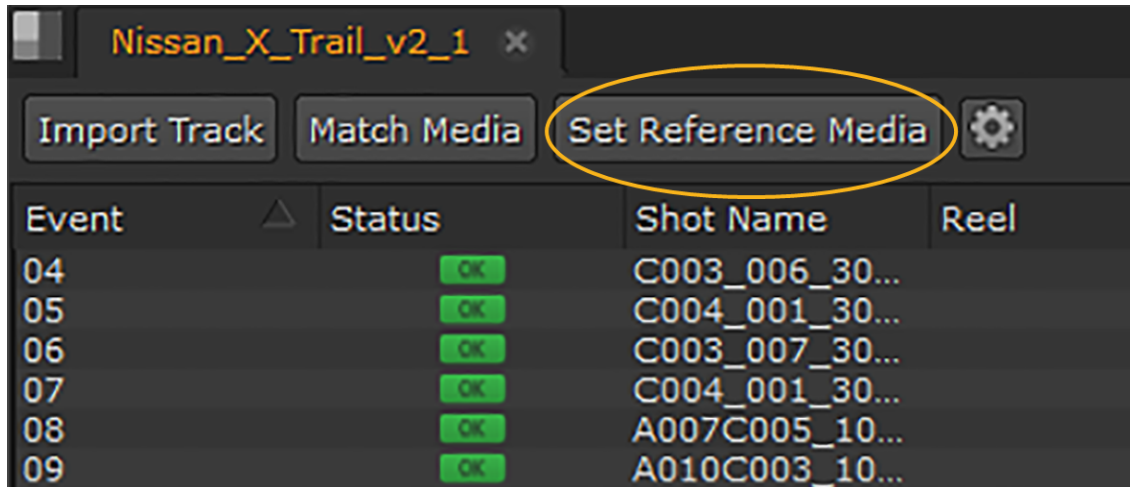 Nissan_X_Trail_v2_1
Import Track Match Media Set Reference Media
Event Status Shot Name Reel
04 OK C003_006_30...
05 OK C004_001_30...
06 OK C003_007_30...
07 OK C004_001_30...
08 OK A007C005_10...
09 OK A010C003_10...